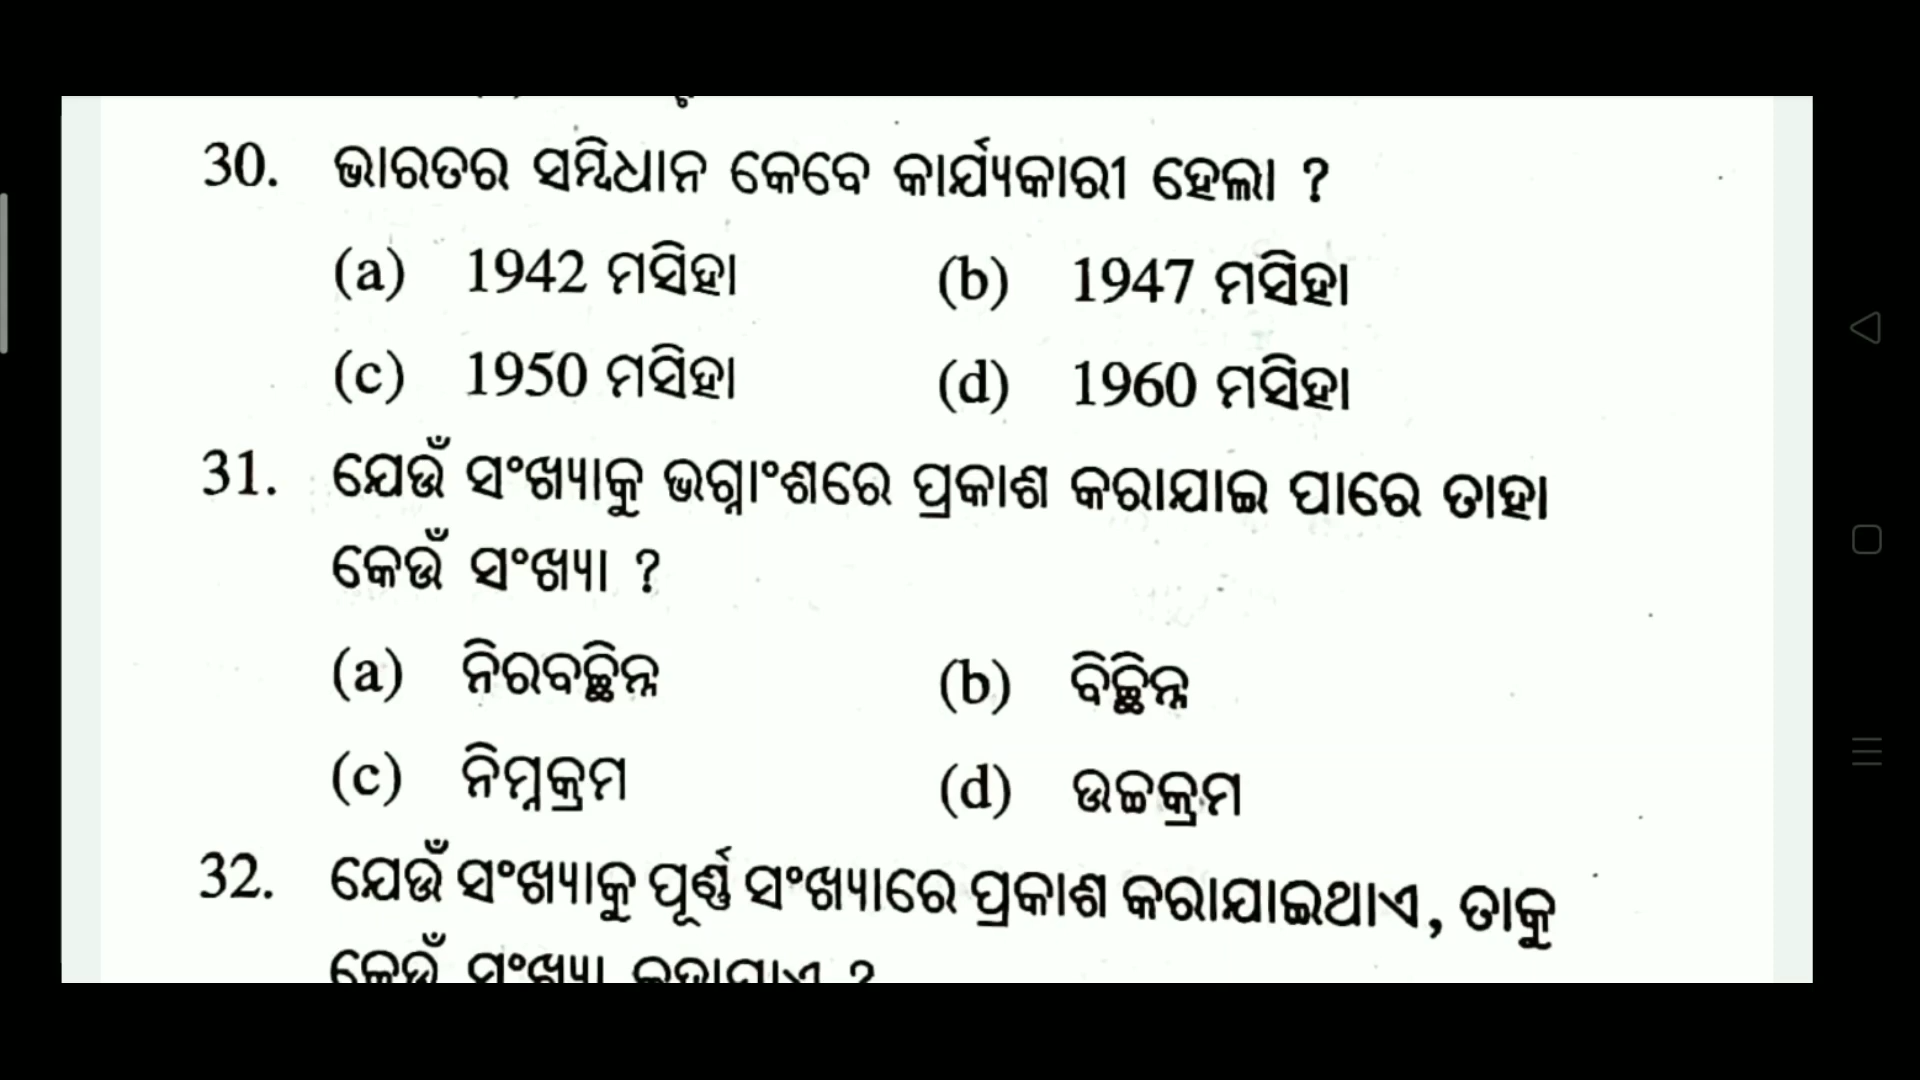 30. ଭାରତର ସମ୍ବିଧାନ କେବେ କାର୍ଯ୍ୟକାରୀ ହେଲା ?
(a) 1942 ମସିହା (b) 1947 ମସିହା
(c) 1950 ମସିହା (d) 1960 ମସିହା
31. ଯେଉଁ ସଂଖ୍ୟାକୁ ଭଗ୍ନାଂଶରେ ପ୍ରକାଶ କରାଯାଇ ପାରେ ତାହା
କେଉଁ ସଂଖ୍ୟା ?
(a) ନିରବଚ୍ଛିନ୍ନ (b) ବିଚ୍ଛିନ୍ନ
(c) ନିମ୍ନକ୍ରମ (d) ଉଚ୍ଚକ୍ରମ
32. ଯେଉଁ ସଂଖ୍ୟାକୁ ପୂର୍ଣ୍ଣ ସଂଖ୍ୟାରେ ପ୍ରକାଶ କରାଯାଇଥାଏ, ତାକୁ
କେଉଁ ସଂଖ୍ୟା କୁହାଯାଏ ?